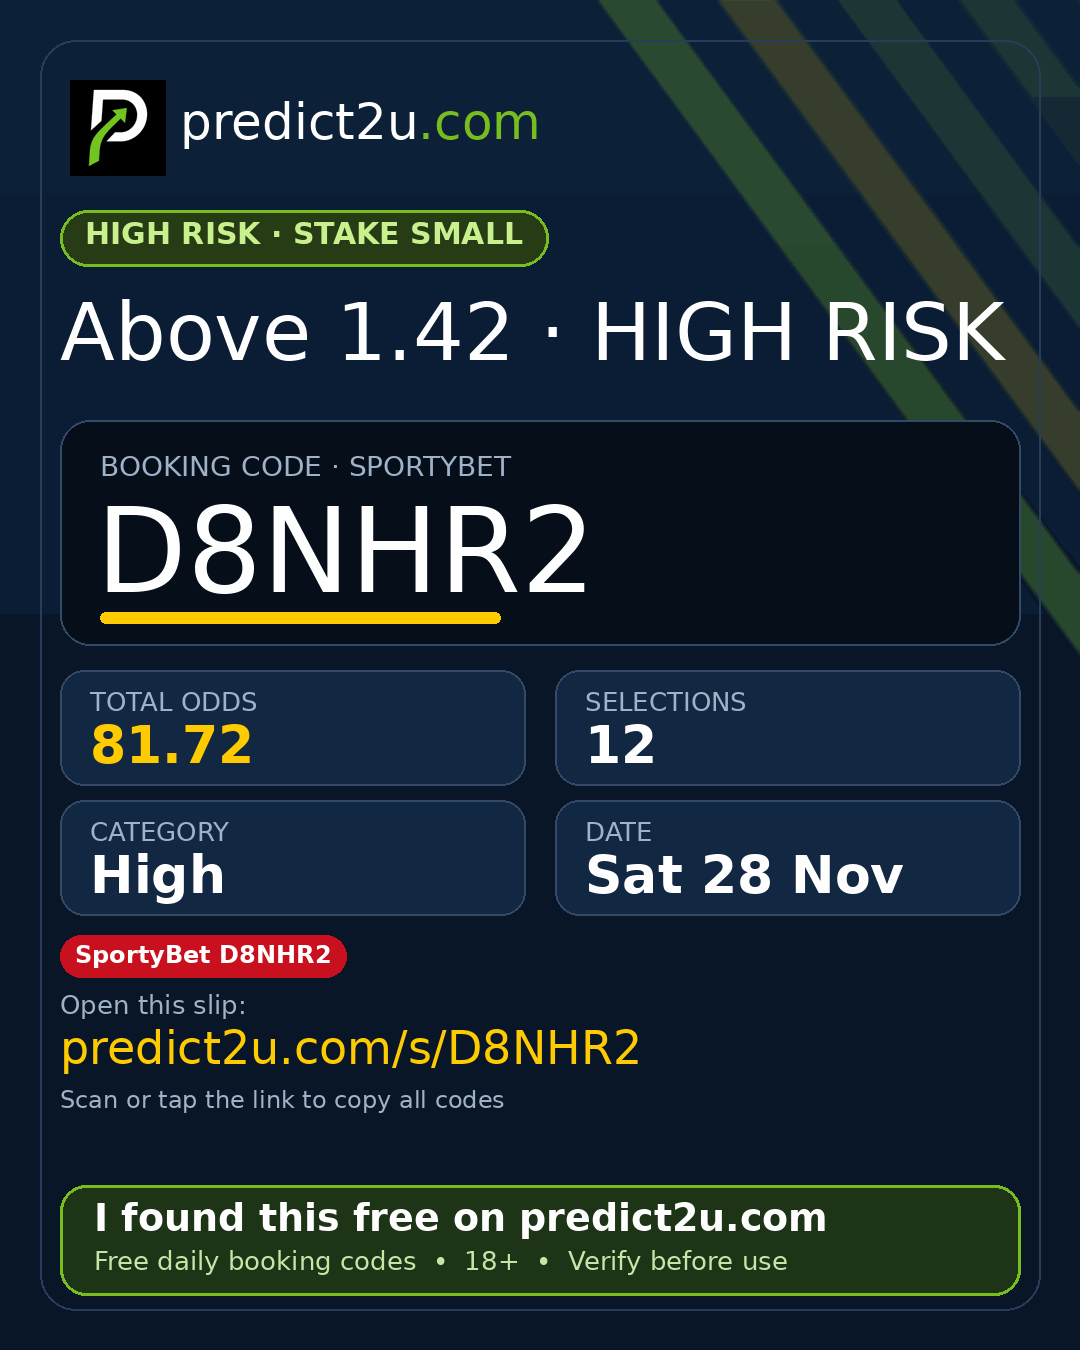 predict2u.com
HIGH RISK · STAKE SMALL
Above 1.42 · HIGH RISK
BOOKING CODE · SPORTYBET
D8NHR2
TOTAL ODDS
81.72
SELECTIONS
12
CATEGORY
High
DATE
Sat 28 Nov
SportyBet D8NHR2
Open this slip:
predict2u.com/s/D8NHR2
Scan or tap the link to copy all codes
I found this free on predict2u.com
Free daily booking codes • 18+ • Verify before use